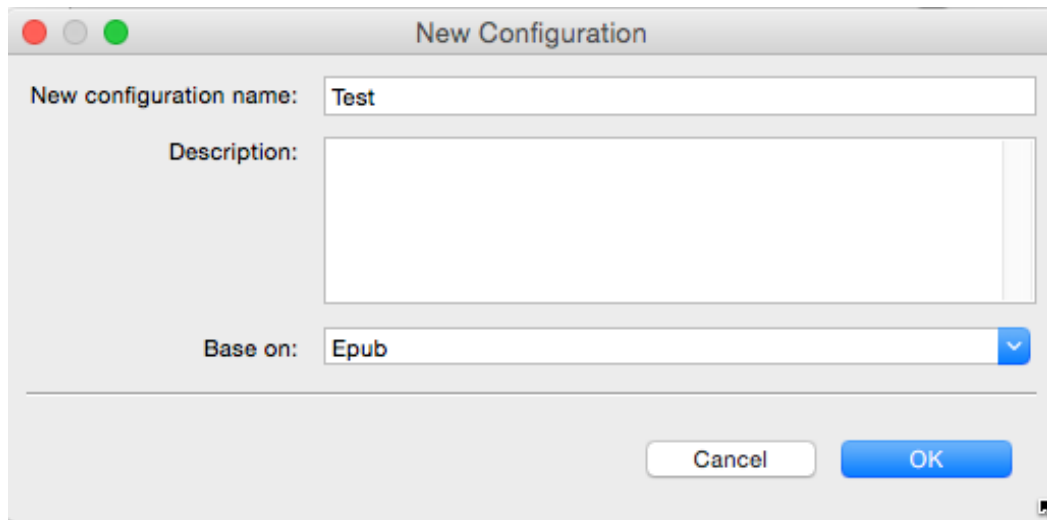 New Configuration
New configuration name: Test
Description:
Base on: Epub
Cancel OK